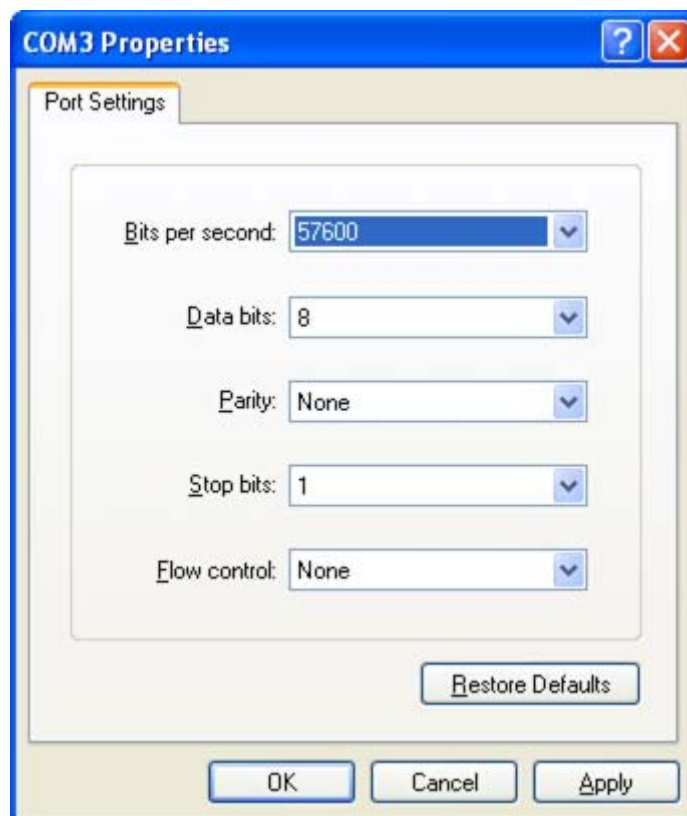 COM3 Properties
Port Settings
Bits per second: 57600
Data bits: 8
Parity: None
Stop bits: 1
Flow control: None
Restore Defaults
OK Cancel Apply